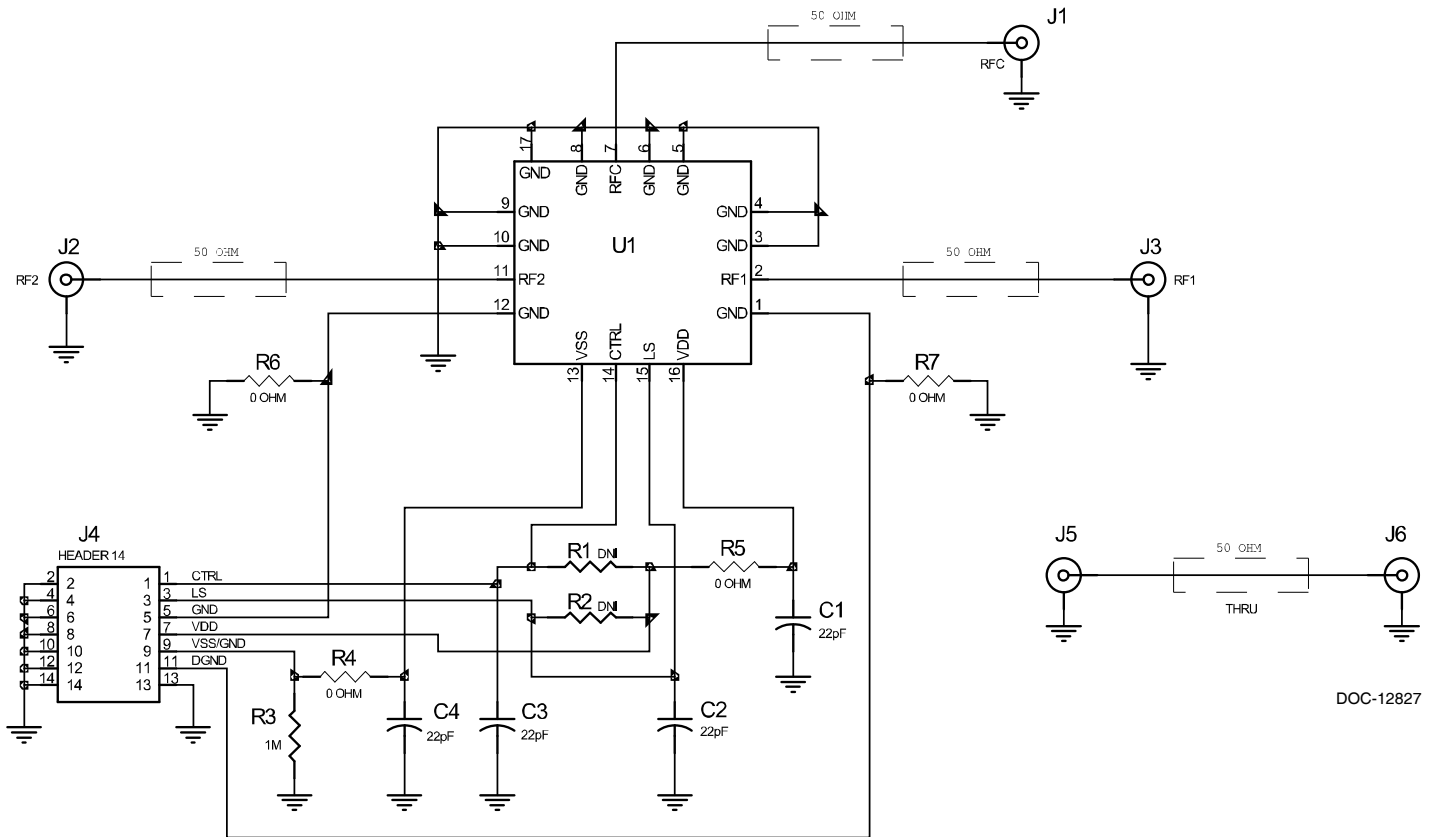 50 OHM
J1
RFC
17
8
7
6
5
GND
GND
RFC
GND
GND
9
GND
GND
4
10
GND
U1
GND
3
J2
50 OHM
50 OHM
J3
RF2
11
RF2
RF1
2
RF1
12
GND
GND
1
VSS
CTRL
LS
VDD
13
14
15
16
R6
0 OHM
R7
0 OHM
J4
HEADER 14
2
2
1
1
CTRL
4
4
3
3
LS
6
6
5
5
GND
8
8
7
7
VDD
10
10
9
9
VSS/GND
12
12
11
11
DGND
14
14
13
13
R1 DNI
R5
0 OHM
R2 DNI
C1
22pF
R4
0 OHM
R3
1M
C4
22pF
C3
22pF
C2
22pF
J5
50 OHM
J6
THRU
DOC-12827